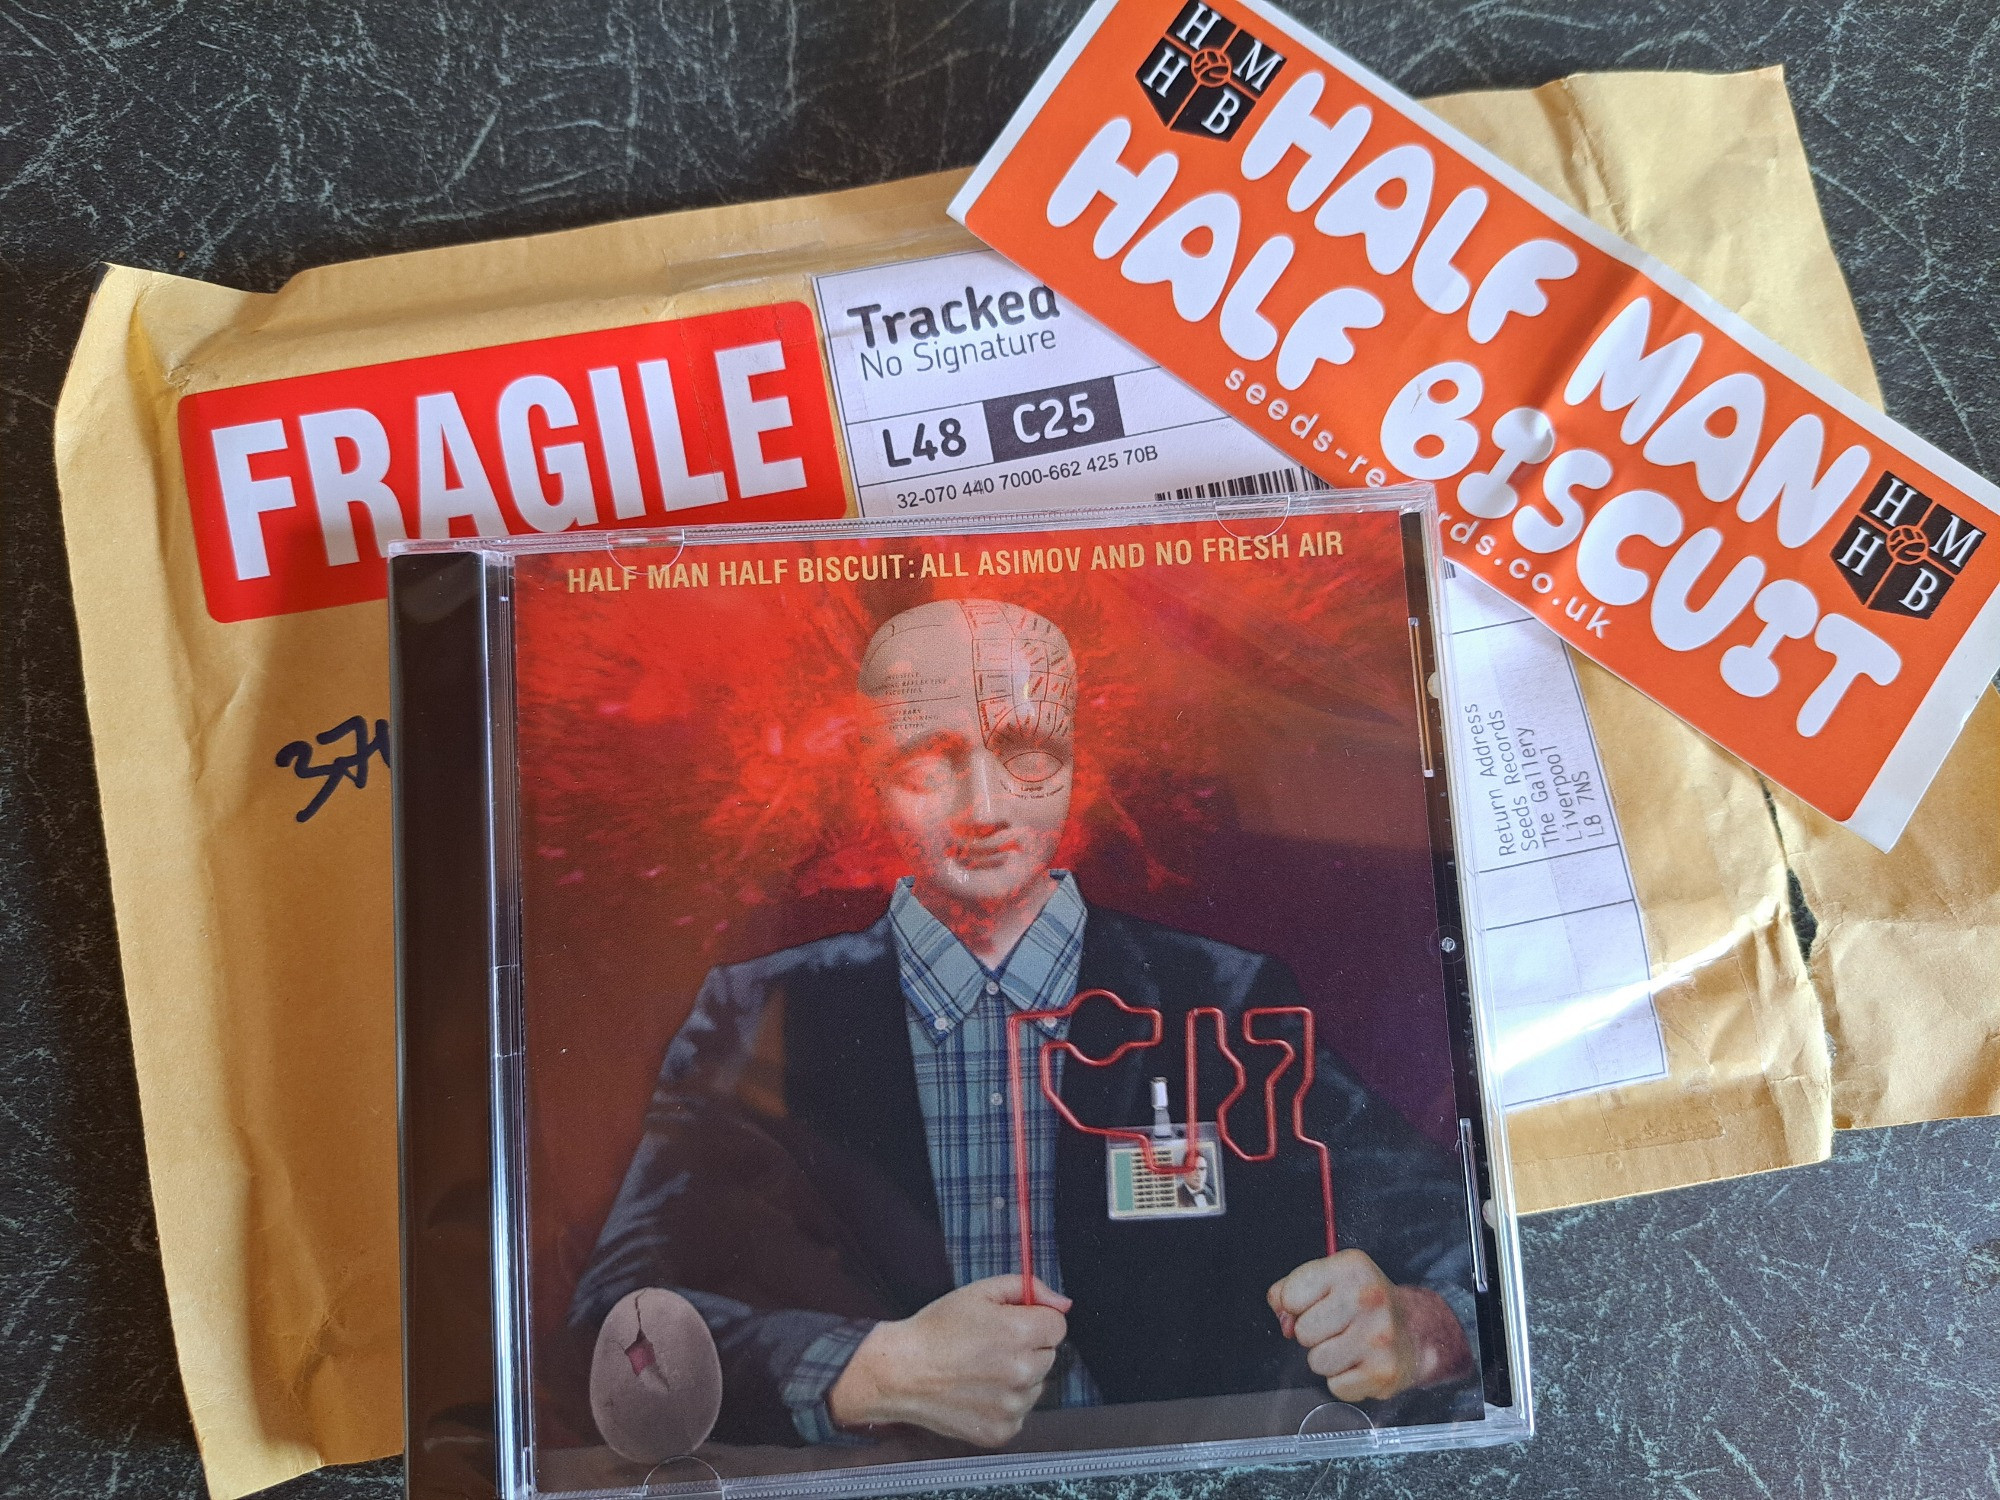 H M
H B
HALF MAN
HALF BISCUIT
seeds-re rds.co.uk
H M
H B
FRAGILE
Tracked
No Signature
L48 C25
32-070 440 7000-662 425 70B
HALF MAN HALF BISCUIT: ALL ASIMOV AND NO FRESH AIR
Language
Return Address
Seeds Records
The Gallery
Liverpool
L8 7NS